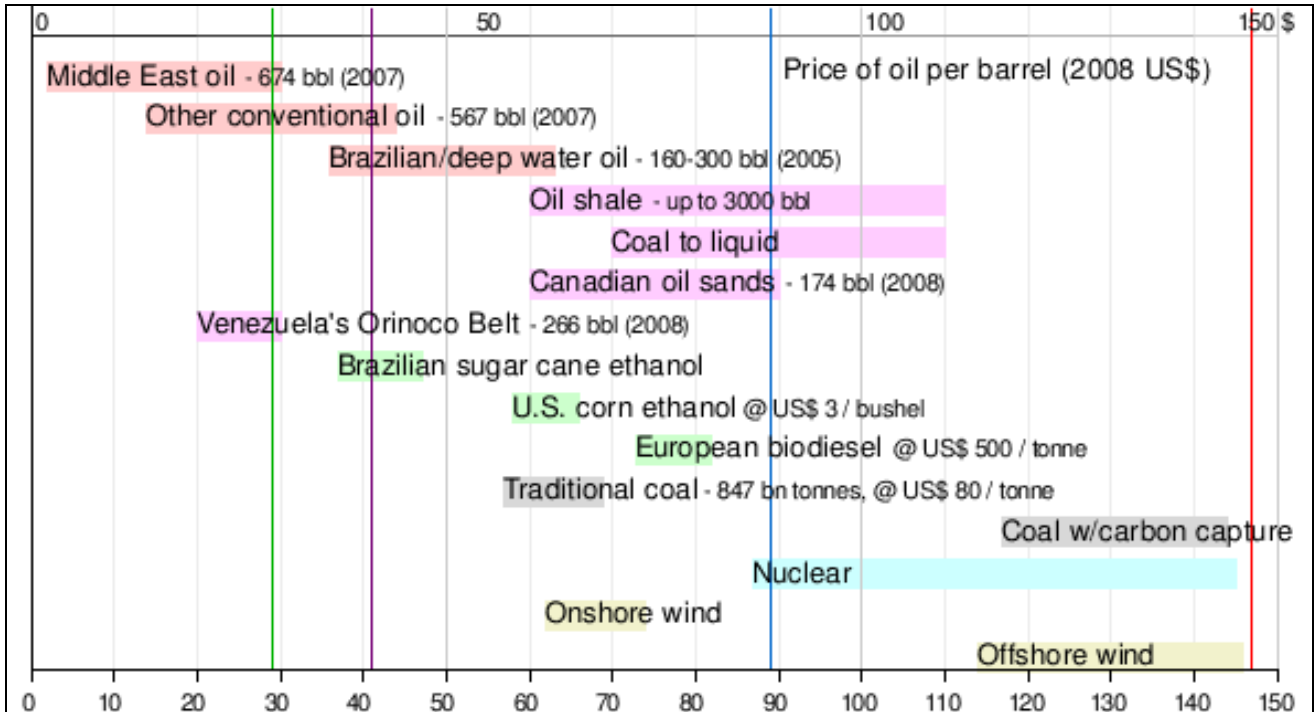 0 50 100 150 $
Price of oil per barrel (2008 US$)
Middle East oil - 674 bbl (2007)
Other conventional oil - 567 bbl (2007)
Brazilian/deep water oil - 160-300 bbl (2005)
Oil shale - up to 3000 bbl
Coal to liquid
Canadian oil sands - 174 bbl (2008)
Venezuela's Orinoco Belt - 266 bbl (2008)
Brazilian sugar cane ethanol
U.S. corn ethanol @ US$ 3 / bushel
European biodiesel @ US$ 500 / tonne
Traditional coal - 847 bn tonnes, @ US$ 80 / tonne
Coal w/carbon capture
Nuclear
Onshore wind
Offshore wind
0 10 20 30 40 50 60 70 80 90 100 110 120 130 140 150